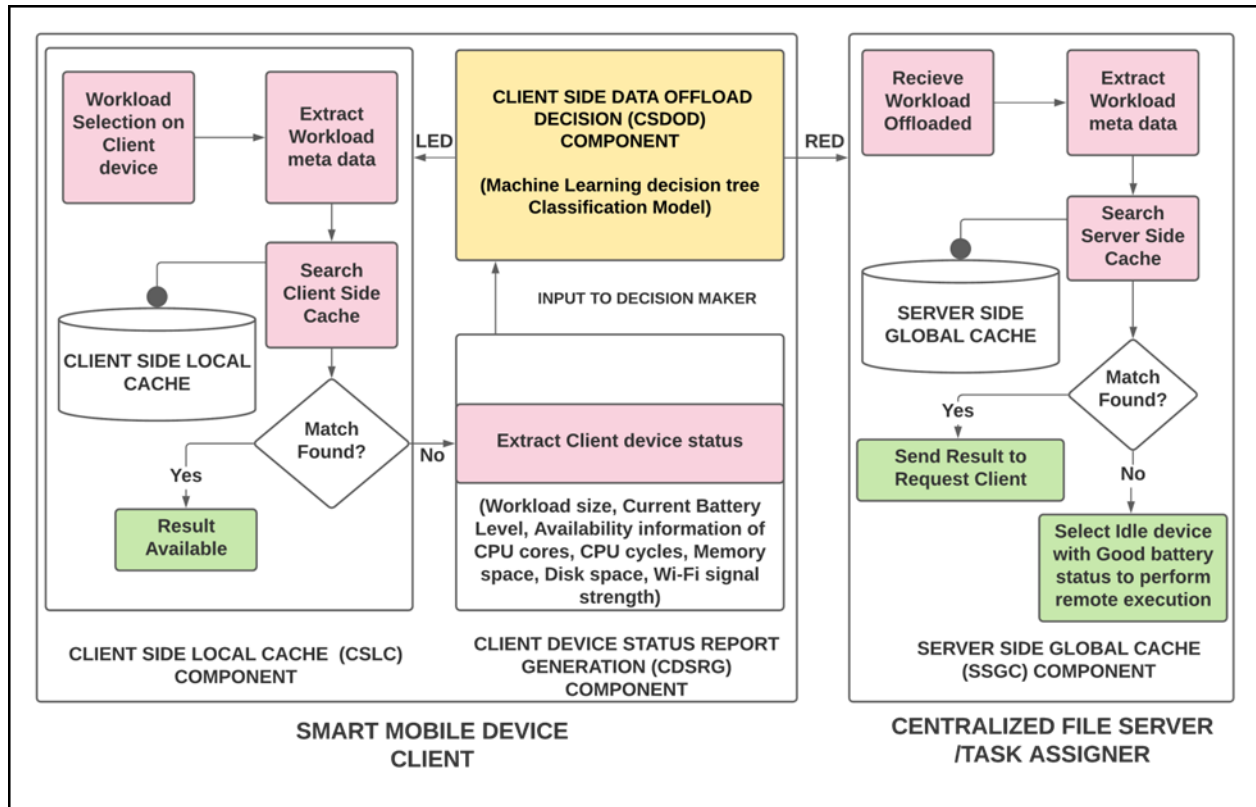 Workload
Selection on
Client
device
Extract
Workload
meta data
Search
Client Side
Cache
CLIENT SIDE LOCAL
CACHE
Match
Found?
Yes
No
Result
Available
CLIENT SIDE LOCAL CACHE (CSLC)
COMPONENT
LED
CLIENT SIDE DATA OFFLOAD
DECISION (CSDOD)
COMPONENT
(Machine Learning decision tree
Classification Model)
RED
INPUT TO DECISION MAKER
Extract Client device status
(Workload size, Current Battery
Level, Availability information of
CPU cores, CPU cycles, Memory
space, Disk space, Wi-Fi signal
strength)
CLIENT DEVICE STATUS REPORT
GENERATION (CDSRG)
COMPONENT
SMART MOBILE DEVICE
CLIENT
Recieve
Workload
Offloaded
Extract
Workload
meta data
Search
Server Side
Cache
SERVER SIDE
GLOBAL CACHE
Match
Found?
Yes
Send Result to
Request Client
No
Select Idle device
with Good battery
status to perform
remote execution
SERVER SIDE GLOBAL CACHE
(SSGC) COMPONENT
CENTRALIZED FILE SERVER
/TASK ASSIGNER